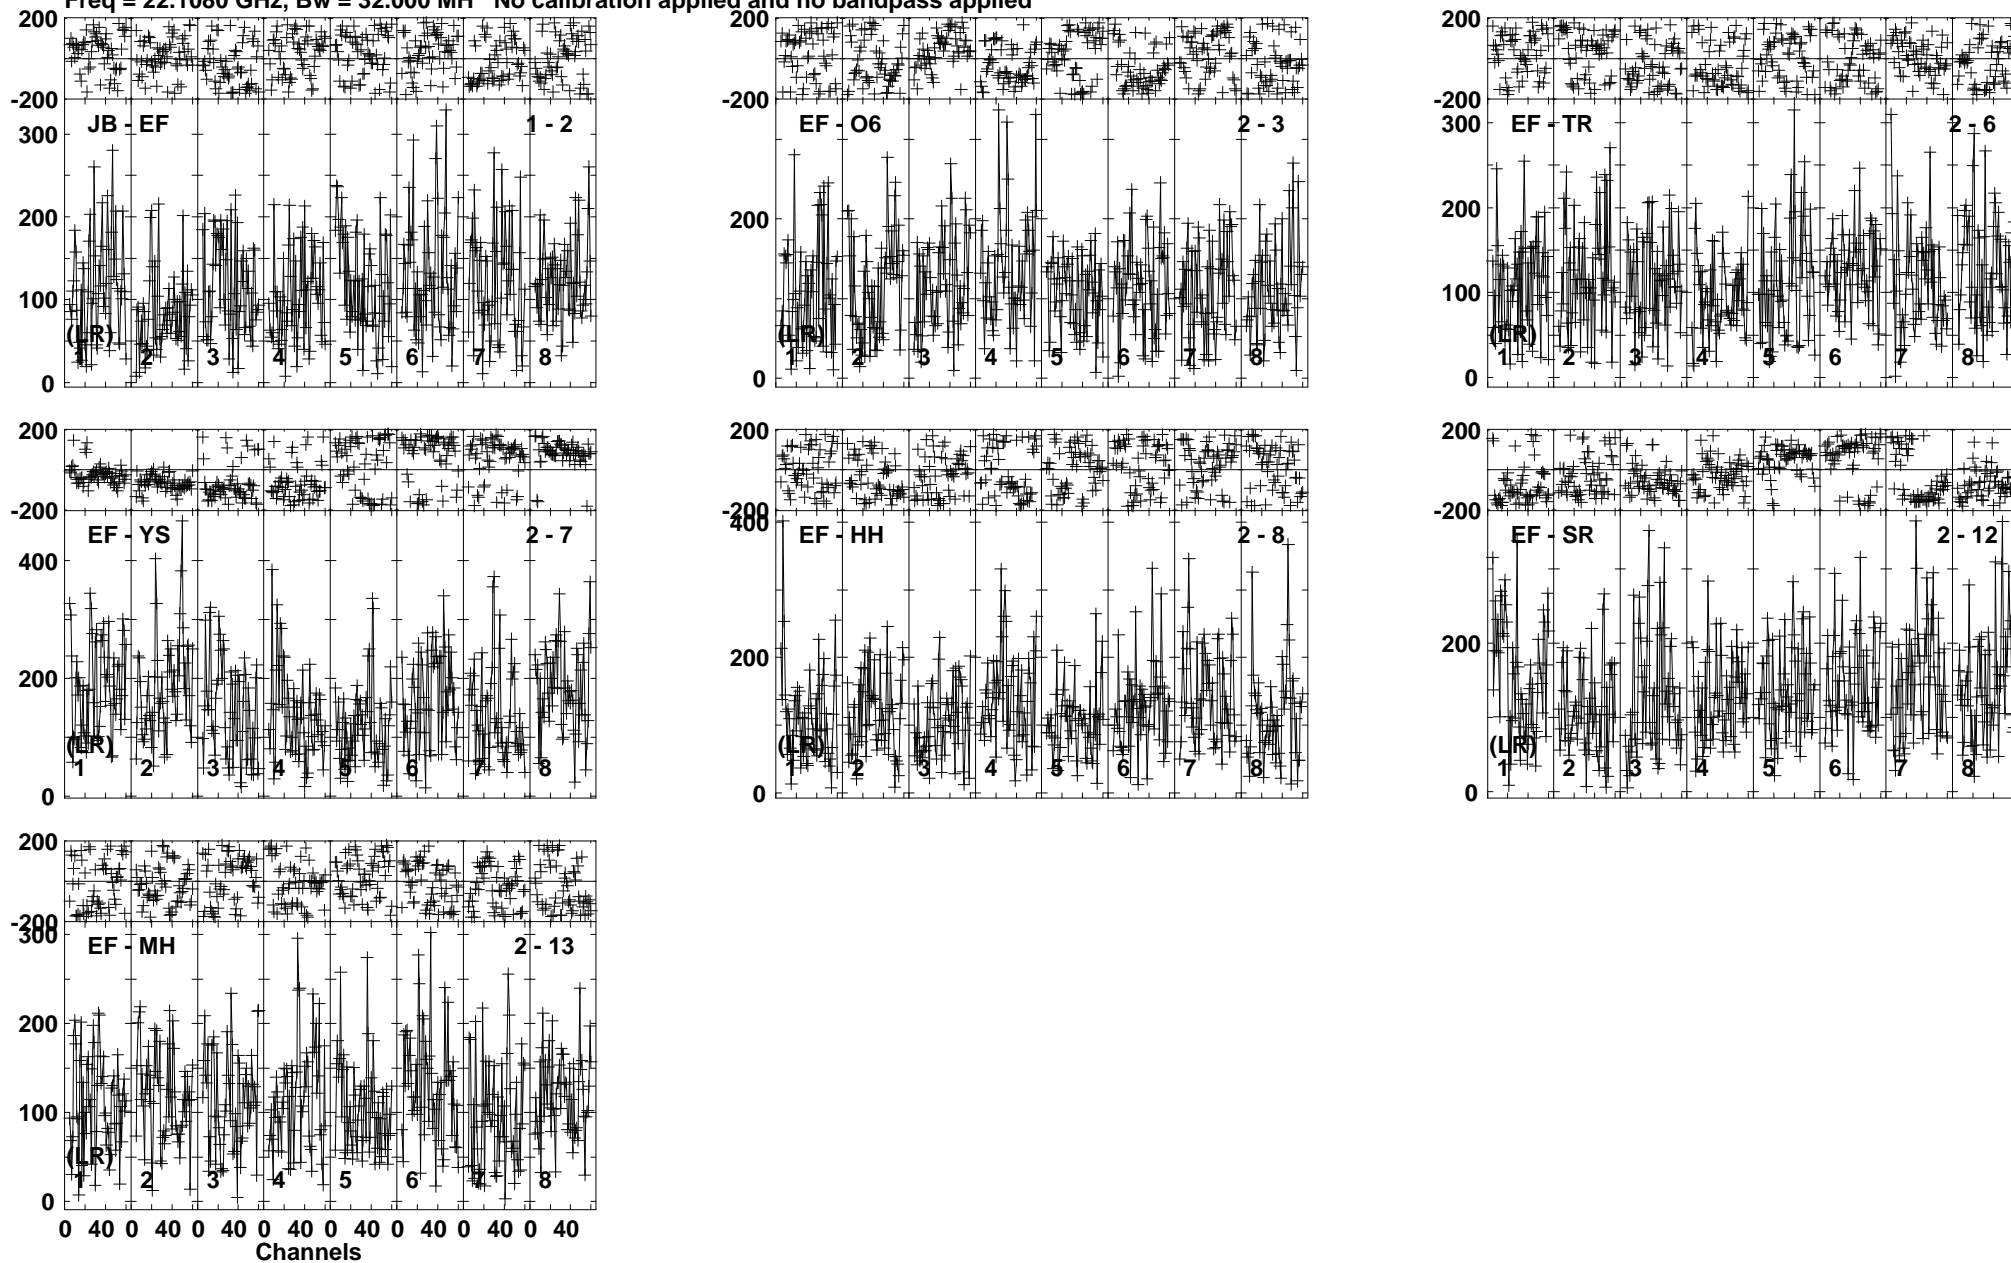 Freq = 22.1080 GHz, Bw = 32.000 MH No calibration applied and no bandpass applied
200
-200
JB - EF 1 - 2
300
200
100
0
(LR)
1 2 3 4 5 6 7 8
200
-200
EF - O6 2 - 3
200
0
(LR)
1 2 3 4 5 6 7 8
200
-200
EF - TR 2 - 6
300
200
100
0
(LR)
1 2 3 4 5 6 7 8
200
-200
EF - YS 2 - 7
400
200
0
(LR)
1 2 3 4 5 6 7 8
200
-200
400
EF - HH 2 - 8
200
0
(LR)
1 2 3 4 5 6 7 8
200
-200
EF - SR 2 - 12
200
0
(LR)
1 2 3 4 5 6 7 8
200
-200
300
EF - MH 2 - 13
200
100
0
(LR)
1 2 3 4 5 6 7 8
0 40 0 40 0 40 0 40 0 40 0 40 0 40 0 40
Channels